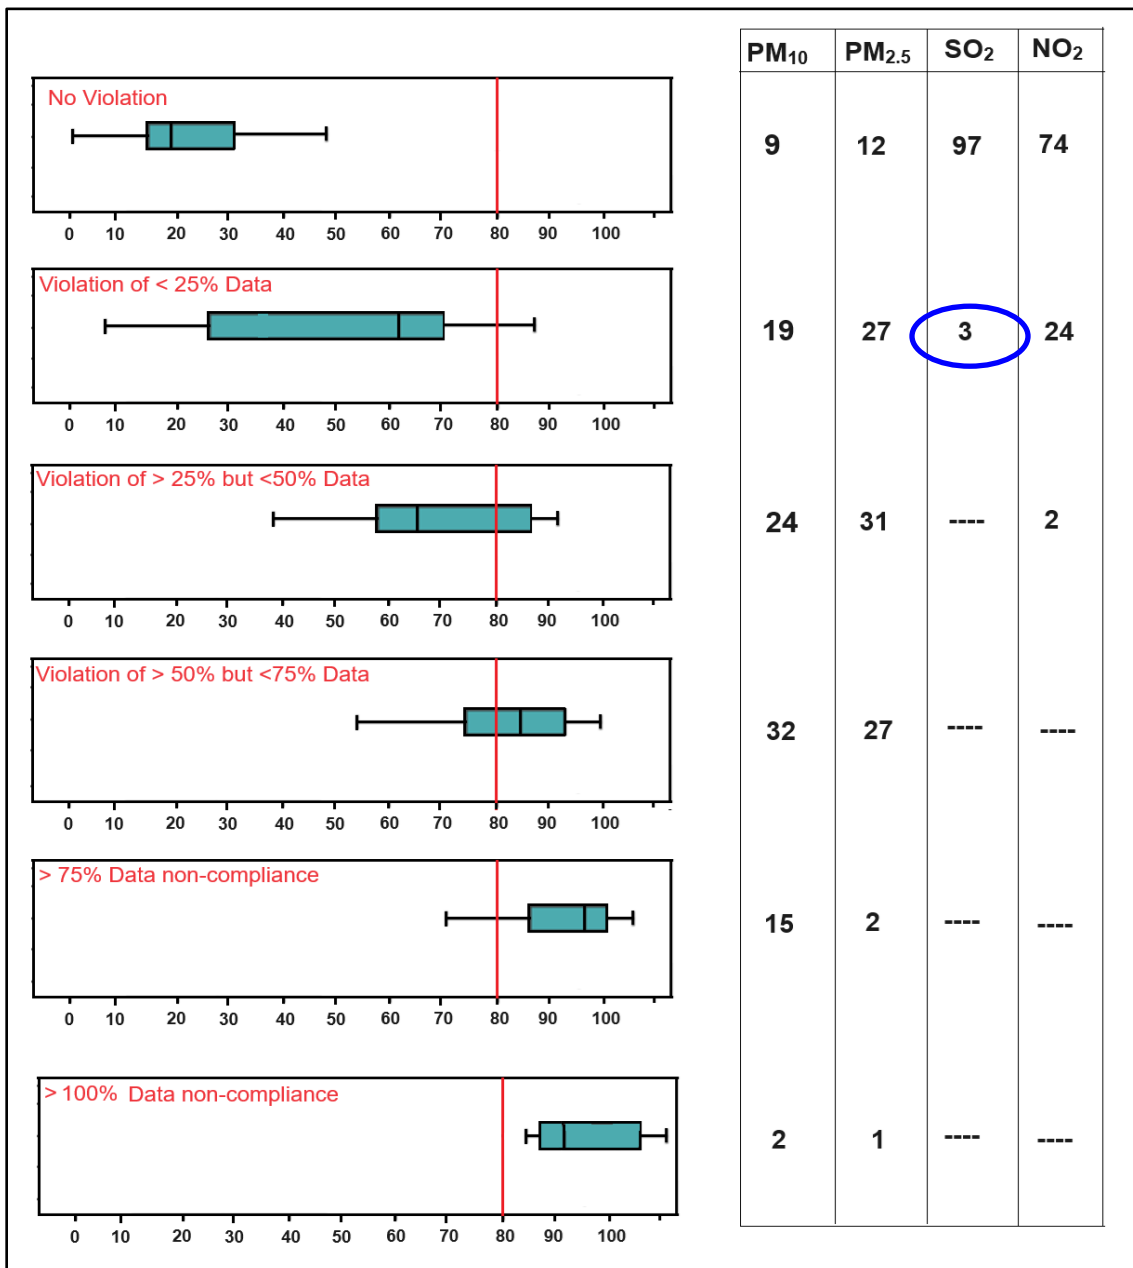 PM₁₀ PM₂.₅ SO₂ NO₂
No Violation
9 12 97 74
0 10 20 30 40 50 60 70 80 90 100
Violation of < 25% Data
19 27 3 24
0 10 20 30 40 50 60 70 80 90 100
Violation of > 25% but <50% Data
24 31 ---- 2
0 10 20 30 40 50 60 70 80 90 100
Violation of > 50% but <75% Data
32 27 ---- ----
0 10 20 30 40 50 60 70 80 90 100
> 75% Data non-compliance
15 2 ---- ----
0 10 20 30 40 50 60 70 80 90 100
> 100% Data non-compliance
2 1 ---- ----
0 10 20 30 40 50 60 70 80 90 100